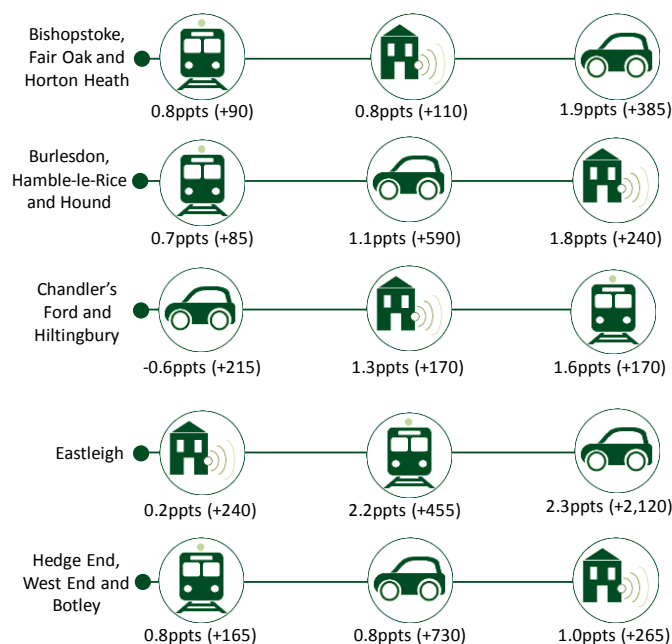 Bishopstoke,
Fair Oak and
Horton Heath
0.8ppts (+90)
0.8ppts (+110)
1.9ppts (+385)
Burlesdon,
Hamble-le-Rice
and Hound
0.7ppts (+85)
1.1ppts (+590)
1.8ppts (+240)
Chandler's
Ford and
Hiltingbury
-0.6ppts (+215)
1.3ppts (+170)
1.6ppts (+170)
Eastleigh
0.2ppts (+240)
2.2ppts (+455)
2.3ppts (+2,120)
Hedge End,
West End and
Botley
0.8ppts (+165)
0.8ppts (+730)
1.0ppts (+265)